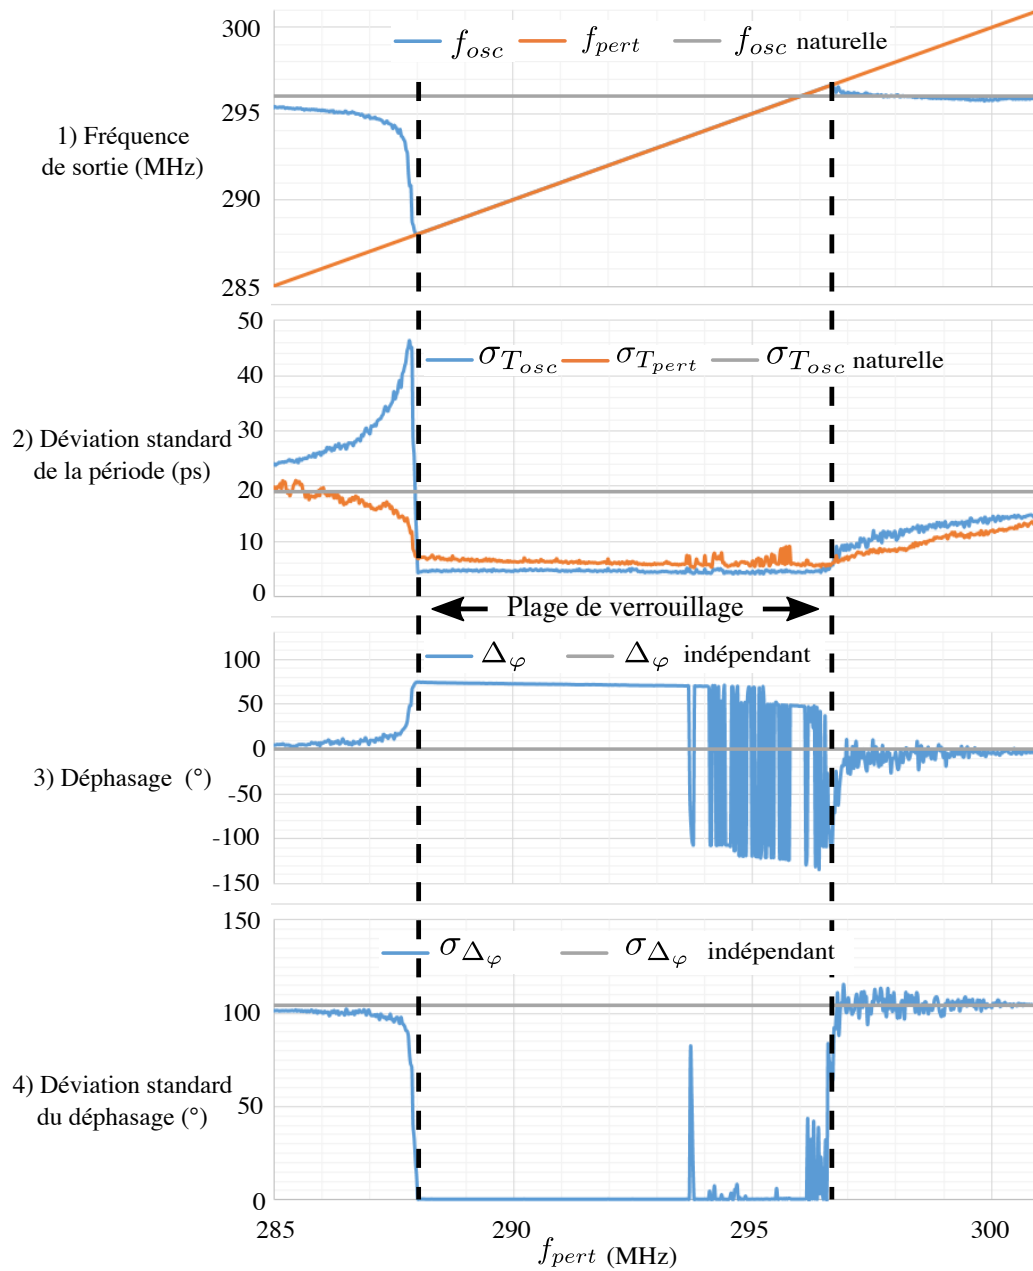 300
f_osc f_pert f_osc naturelle
295
1) Fréquence
de sortie (MHz)
290
285
50
σ_T_osc σ_T_pert σ_T_osc naturelle
40
2) Déviation standard
de la période (ps)
30
20
10
0
Plage de verrouillage
Δ_φ Δ_φ indépendant
100
50
0
3) Déphasage (°)
-50
-100
-150
150
σ_Δ_φ σ_Δ_φ indépendant
100
4) Déviation standard
du déphasage (°)
50
0
285 290 295 300
f_pert (MHz)